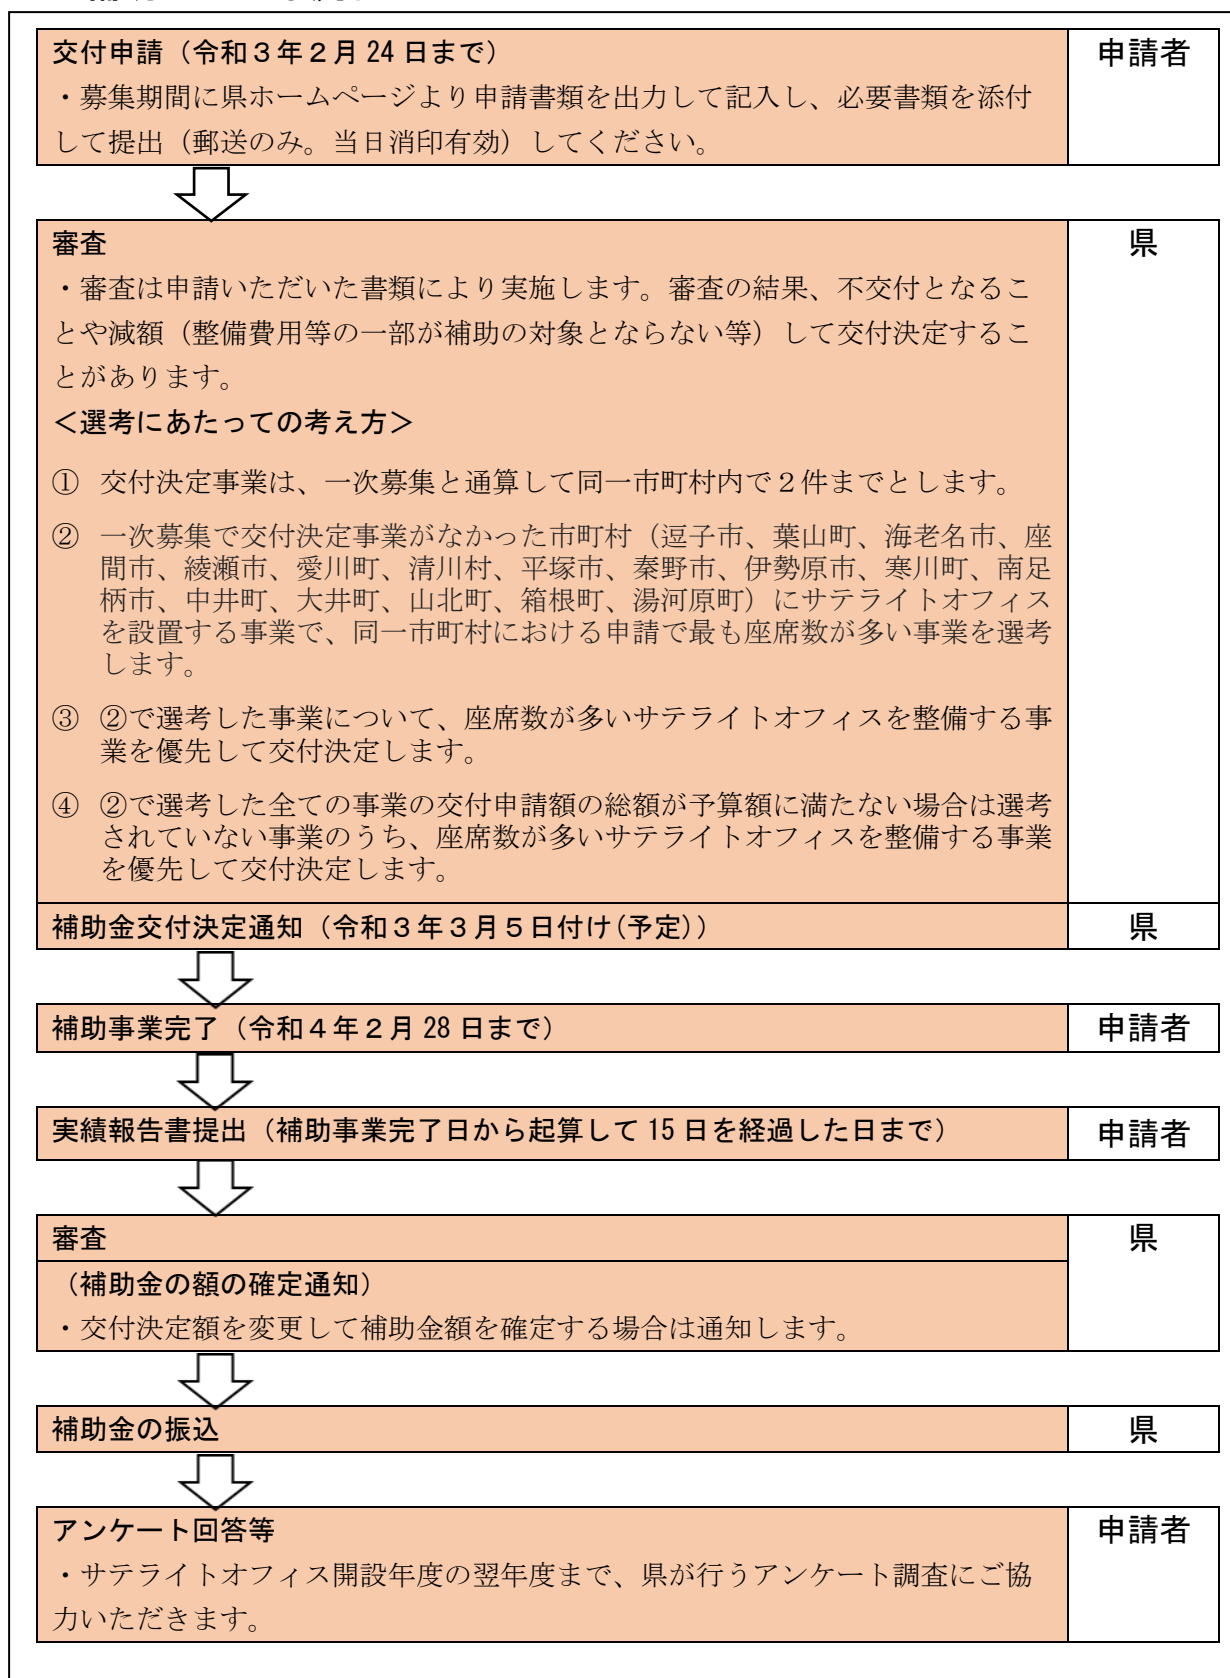 交付申請（令和３年２月 24 日まで）
申請者
・募集期間に県ホームページより申請書類を出力して記入し、必要書類を添付
して提出（郵送のみ。当日消印有効）してください。
審査
県
・審査は申請いただいた書類により実施します。審査の結果、不交付となるこ
とや減額（整備費用等の一部が補助の対象とならない等）して交付決定するこ
とがあります。
＜選考にあたっての考え方＞
① 交付決定事業は、一次募集と通算して同一市町村内で２件までとします。
② 一次募集で交付決定事業がなかった市町村（逗子市、葉山町、海老名市、座
間市、綾瀬市、愛川町、清川村、平塚市、秦野市、伊勢原市、寒川町、南足
柄市、中井町、大井町、山北町、箱根町、湯河原町）にサテライトオフィス
を設置する事業で、同一市町村における申請で最も座席数が多い事業を選考
します。
③ ②で選考した事業について、座席数が多いサテライトオフィスを整備する事
業を優先して交付決定します。
④ ②で選考した全ての事業の交付申請額の総額が予算額に満たない場合は選考
されていない事業のうち、座席数が多いサテライトオフィスを整備する事業
を優先して交付決定します。
補助金交付決定通知（令和３年３月５日付け(予定)）
県
補助事業完了（令和４年２月 28 日まで）
申請者
実績報告書提出（補助事業完了日から起算して 15 日を経過した日まで）
申請者
審査
県
（補助金の額の確定通知）
・交付決定額を変更して補助金額を確定する場合は通知します。
補助金の振込
県
アンケート回答等
申請者
・サテライトオフィス開設年度の翌年度まで、県が行うアンケート調査にご協
力いただきます。